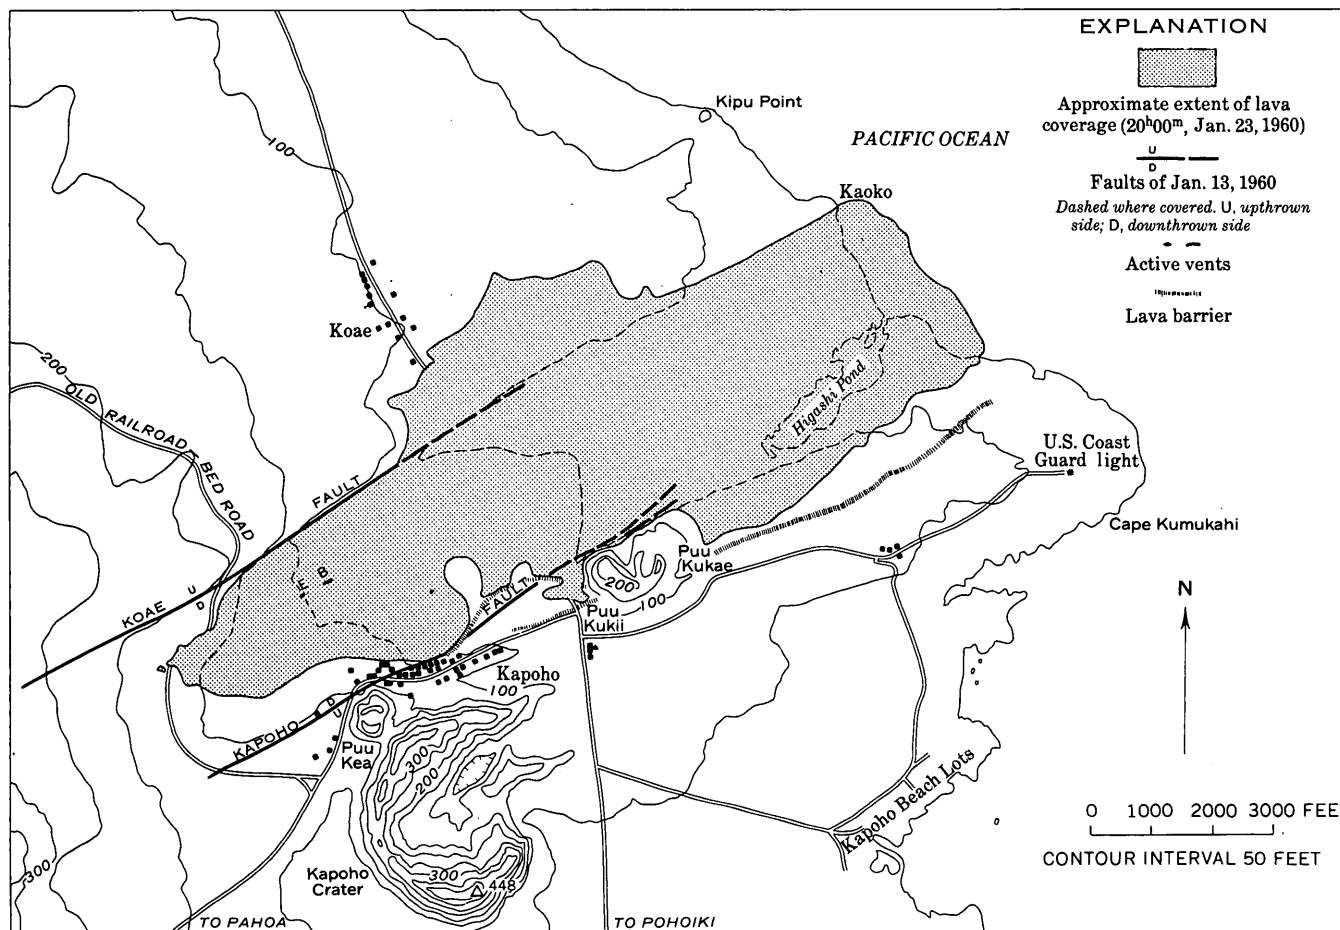 EXPLANATION
Approximate extent of lava
coverage (20ʰ00ᵐ, Jan. 23, 1960)
U
D
Faults of Jan. 13, 1960
Dashed where covered. U, upthrown
side; D, downthrown side
Active vents
Lava barrier
Kipu Point
PACIFIC OCEAN
Kaoko
100
Koae
200
OLD RAILROAD BED ROAD
Higashi Pond
U.S. Coast
Guard light
Cape Kumukahi
KOAE FAULT
U
D
E
B
Puu
Kukae
200
100
Puu
Kukii
N
KAPOHO FAULT
D
U
Kapoho
100
Puu
Kea
300
200
Kapoho Beach Lots
0 1000 2000 3000 FEE
CONTOUR INTERVAL 50 FEET
Kapoho
Crater
300
448
300
TO PAHOA
TO POHOIKI